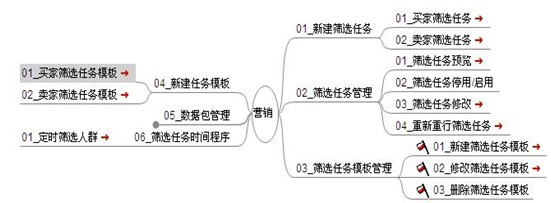 营销
01_新建筛选任务
01_买家筛选任务
02_卖家筛选任务
02_筛选任务管理
01_筛选任务预览
02_筛选任务停用/启用
03_筛选任务修改
04_重新重行筛选任务
03_筛选任务模板管理
01_新建筛选任务模板
02_修改筛选任务模板
03_删除筛选任务模板
04_新建任务模板
01_买家筛选任务模板
02_卖家筛选任务模板
05_数据包管理
06_筛选任务时间程序
01_定时筛选人群